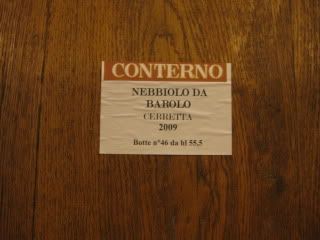 CONTERNO
NEBBIOLO DA
BAROLO
CERRETTA
2009
Botte n°46 da hl 55,5